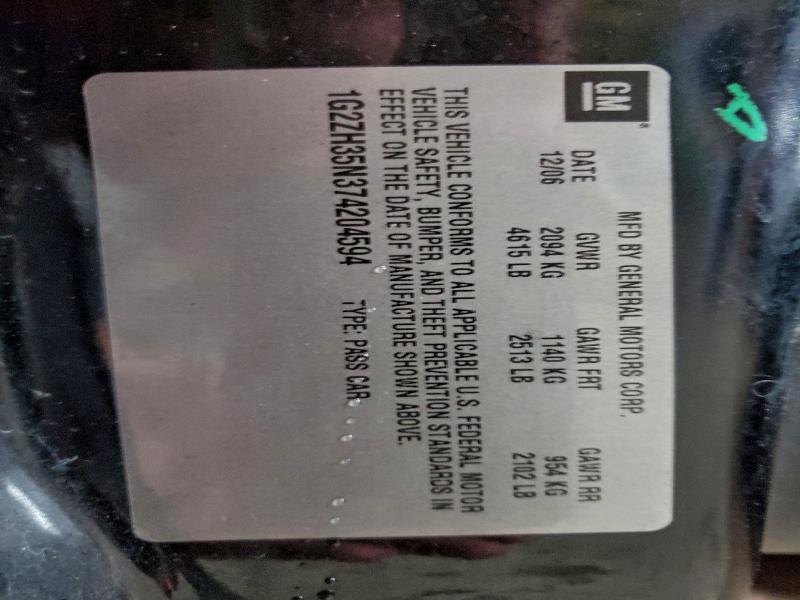 GM
MFD BY GENERAL MOTORS CORP.
DATE GVWR GAWR FRT GAWR RR
12/06 2094 KG 1140 KG 954 KG
4615 LB 2513 LB 2102 LB
THIS VEHICLE CONFORMS TO ALL APPLICABLE U.S. FEDERAL MOTOR
VEHICLE SAFETY, BUMPER, AND THEFT PREVENTION STANDARDS IN
EFFECT ON THE DATE OF MANUFACTURE SHOWN ABOVE.
1G2ZH35N374204594 TYPE: PASS CAR